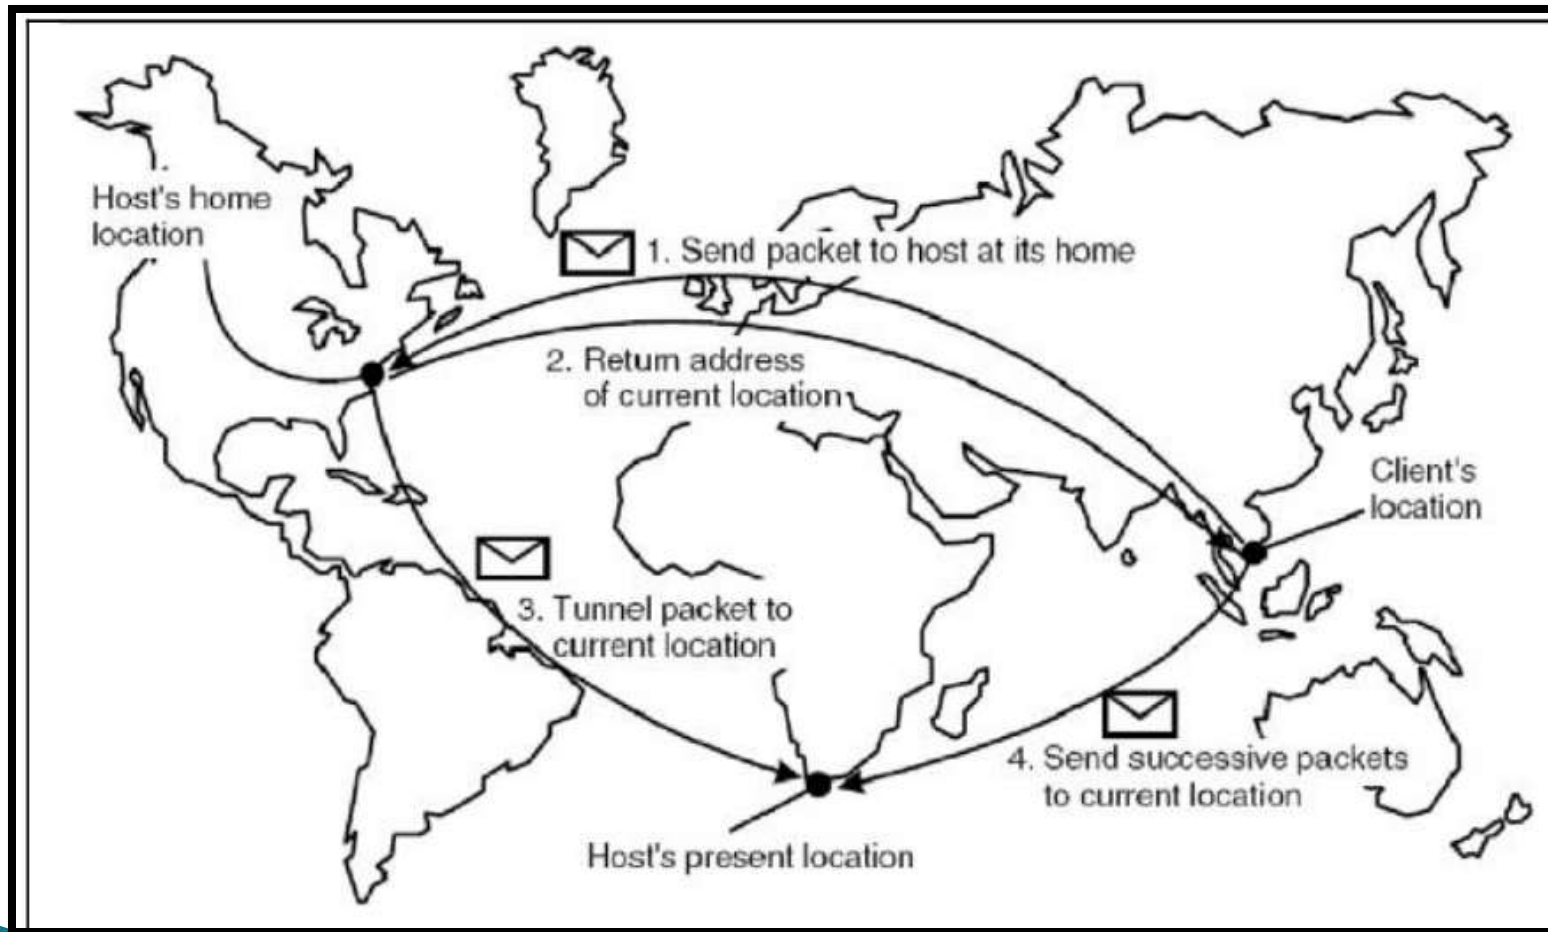 Host's home
location
1. Send packet to host at its home
2. Return address
of current location
Client's
location
3. Tunnel packet to
current location
4. Send successive packets
to current location
Host's present location